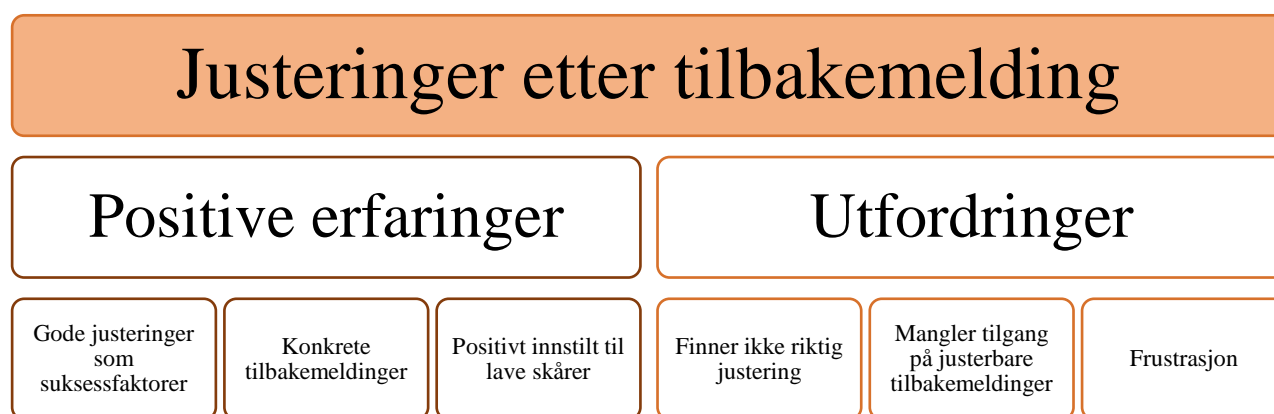 Justeringer etter tilbakemelding
Positive erfaringer
Utfordringer
Gode justeringer
som
suksessfaktorer
Konkrete
tilbakemeldinger
Positivt innstilt til
lave skårer
Finner ikke riktig
justering
Mangler tilgang
på justerbare
tilbakemeldinger
Frustrasjon